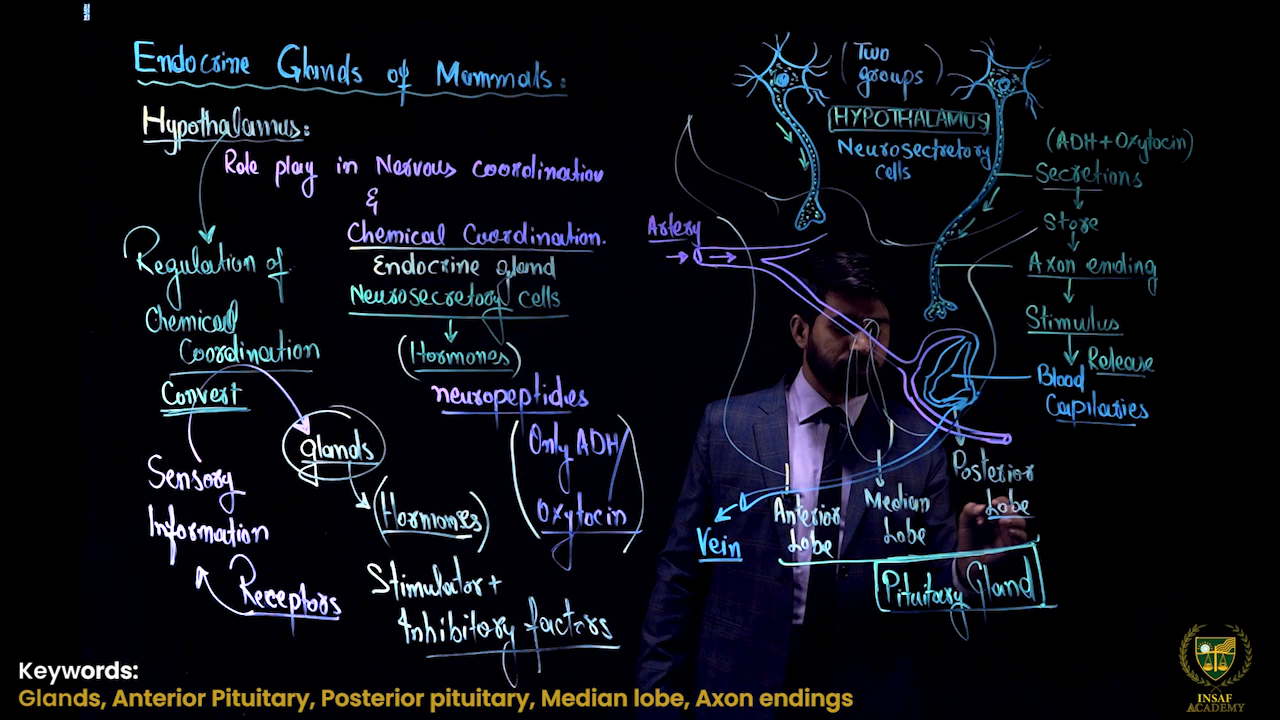 Endocrine Glands of Mammals:
Hypothalamus:
Role play in Nervous coordination
&
Chemical Coordination.
Endocrine gland
Neurosecretory cells
(Hormones)
neuropeptides
(Only ADH/
Oxytocin)
Regulation of
Chemical
Coordination
Convert
Sensory
Information
Receptors
glands
(Hormones)
Stimulator+
Inhibitory factors
(Two
groups)
HYPOTHALAMUS
Neurosectretory
cells
(ADH+Oxytocin)
Secretions
Store
Axon ending
Stimulus
Release
Blood
Capilaries
Artery
Vein
Anterior
Lobe
Median
Lobe
Posterior
Lobe
Pituitary Gland
Keywords:
Glands, Anterior Pituitary, Posterior pituitary, Median lobe, Axon endings
INSAF
ACADEMY